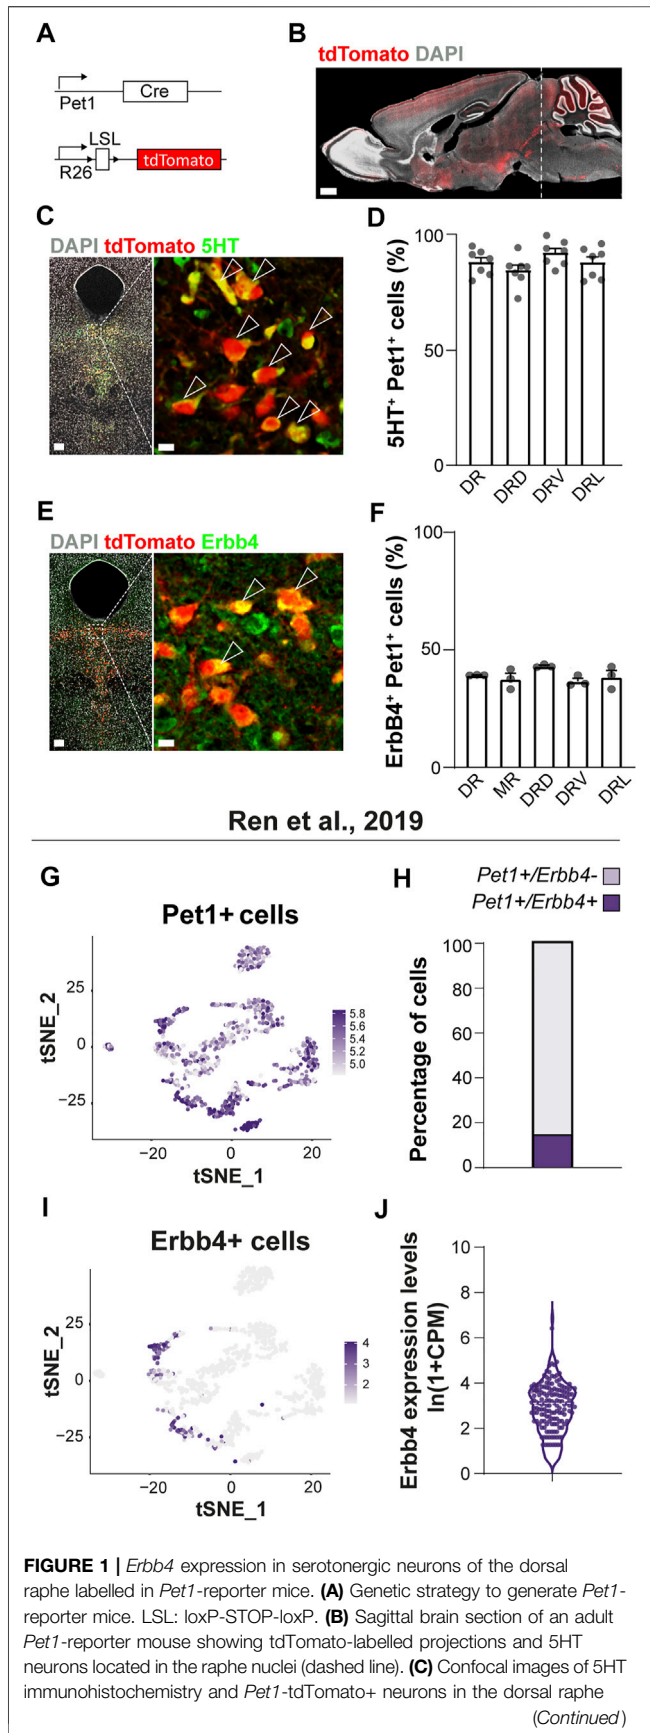 A
Pet1
Cre
LSL
R26
tdTomato
B
tdTomato DAPI
C
DAPI tdTomato 5HT
D
5HT+ Pet1+ cells (%)
100
50
0
DR
DRD
DRV
DRL
E
DAPI tdTomato Erbb4
F
ErbB4+ Pet1+ cells (%)
100
50
0
DR
MR
DRD
DRV
DRL
Ren et al., 2019
G
Pet1+ cells
tSNE_2
25
0
−25
−20
0
20
tSNE_1
5.8
5.6
5.4
5.2
5.0
H
Pet1+/Erbb4-
Pet1+/Erbb4+
Percentage of cells
100
80
60
40
20
0
I
Erbb4+ cells
tSNE_2
25
0
−25
−20
0
20
tSNE_1
4
3
2
J
Erbb4 expression levels
ln(1+CPM)
10
8
6
4
2
0
FIGURE 1 | Erbb4 expression in serotonergic neurons of the dorsal
raphe labelled in Pet1-reporter mice. (A) Genetic strategy to generate Pet1-
reporter mice. LSL: loxP-STOP-loxP. (B) Sagittal brain section of an adult
Pet1-reporter mouse showing tdTomato-labelled projections and 5HT
neurons located in the raphe nuclei (dashed line). (C) Confocal images of 5HT
immunohistochemistry and Pet1-tdTomato+ neurons in the dorsal raphe
(Continued)